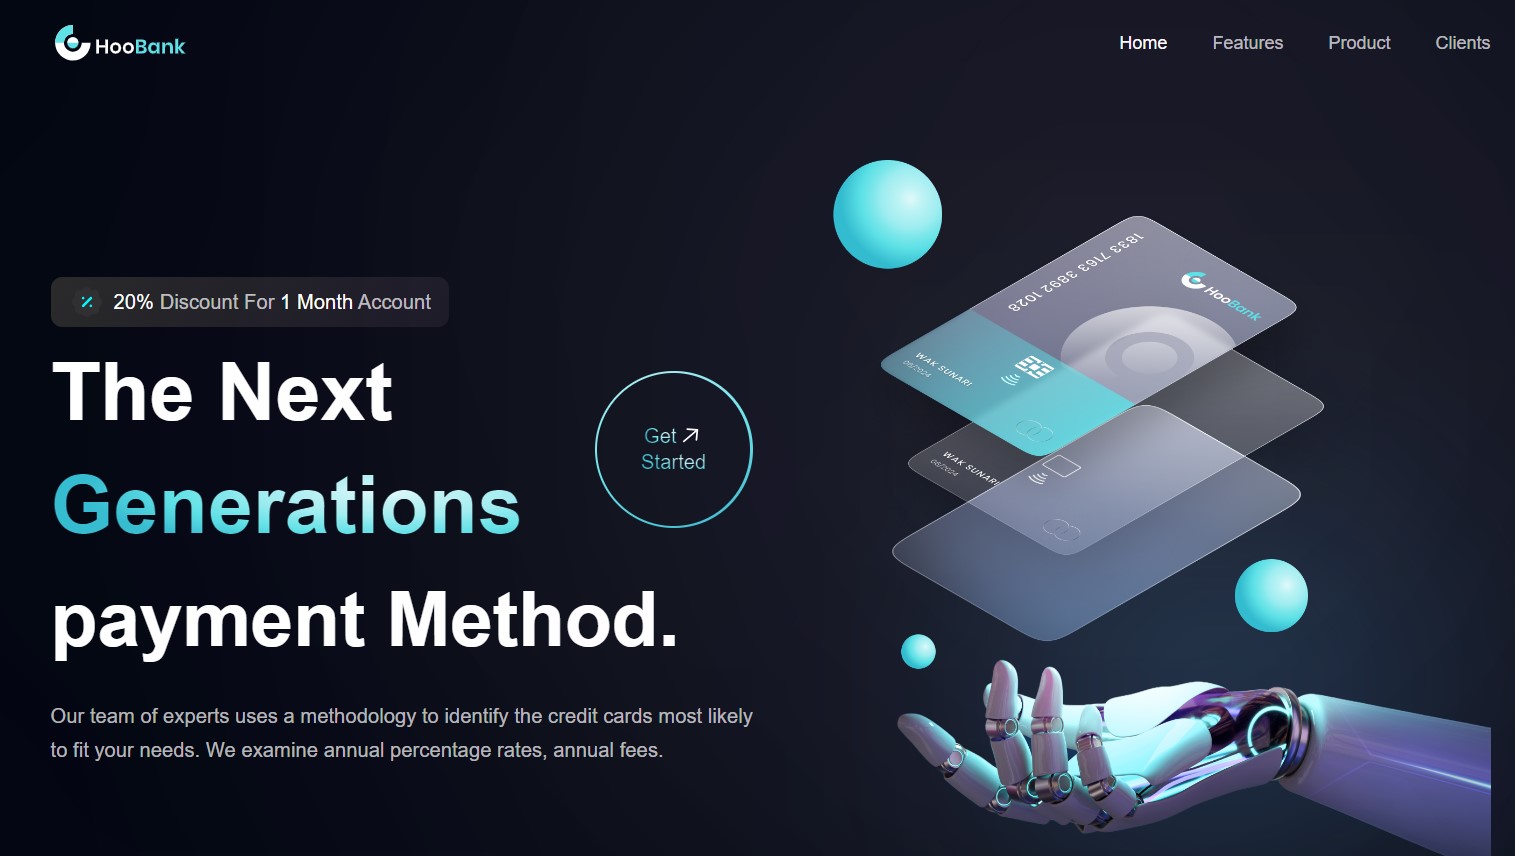 HooBank
Home
Features
Product
Clients
20% Discount For 1 Month Account
The Next
Generations
payment Method.
Get
Started
Our team of experts uses a methodology to identify the credit cards most likely
to fit your needs. We examine annual percentage rates, annual fees.
1833 7163 3892 1028
HooBank
WAK SUNARI
06/2024
WAK SUNARI
06/2024